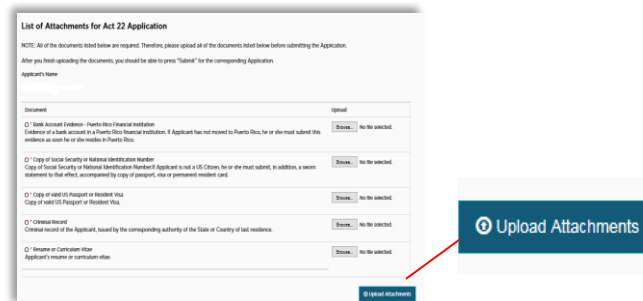 List of Attachments for Act 22 Application
NOTE: All of the documents listed below are required. Therefore, please upload all of the documents listed below before submitting the Application.
After you finish uploading the documents, you should be able to press "Submit" for the corresponding Application.
Applicant's Name
Document Upload
* Bank Account Evidence - Puerto Rico Financial Institution
Evidence of a bank account in a Puerto Rico financial institution. If Applicant has not moved to Puerto Rico, he or she must submit this
evidence as soon he or she resides in Puerto Rico.
Browse... No file selected.
* Copy of Social Security or National Identification Number
Copy of Social Security or National Identification Number.If Applicant is not a US Citizen, he or she must submit, in addition, a sworn
statement to that effect, accompanied by copy of passport, visa or permanent resident card.
Browse... No file selected.
* Copy of valid US Passport or Resident Visa
Copy of valid US Passport or Resident Visa.
Browse... No file selected.
* Criminal Record
Criminal record of the Applicant, issued by the corresponding authority of the State or Country of last residence.
Browse... No file selected.
* Resume or Curriculum Vitae
Applicant's resume or curriculum vitae.
Browse... No file selected.
Upload Attachments
Upload Attachments